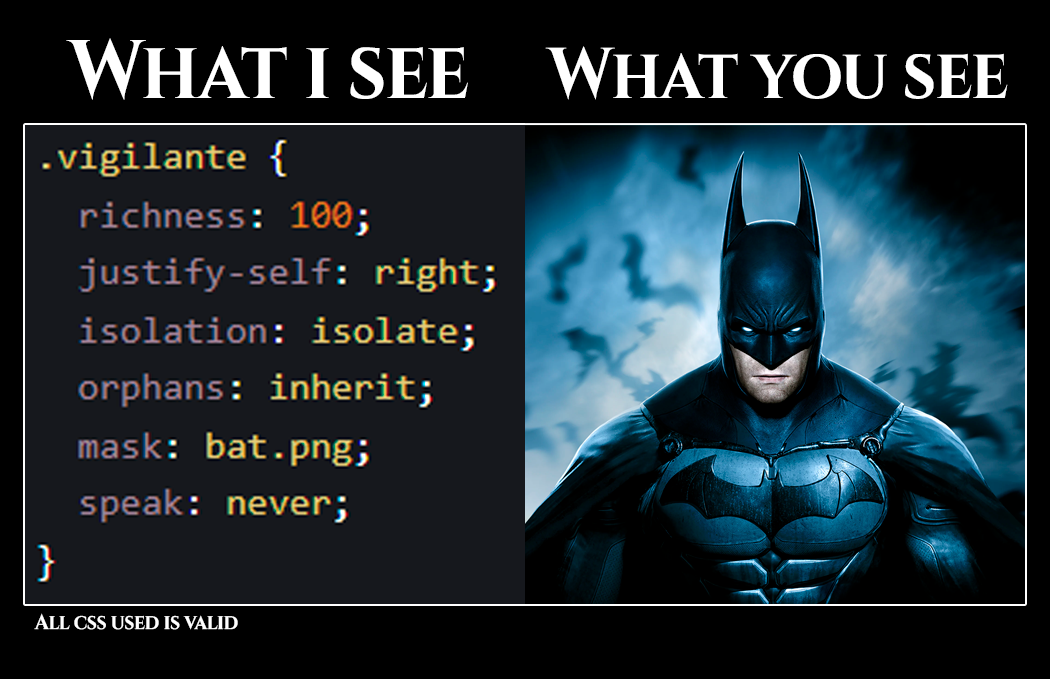 WHAT I SEE
WHAT YOU SEE
.vigilante {
  richness: 100;
  justify-self: right;
  isolation: isolate;
  orphans: inherit;
  mask: bat.png;
  speak: never;
}
ALL CSS USED IS VALID